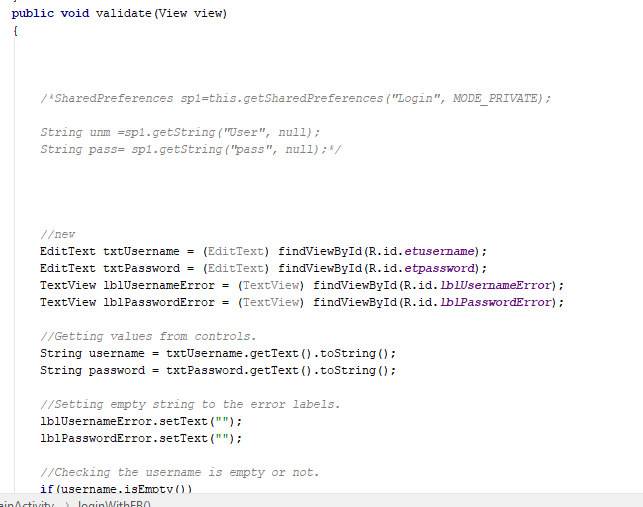 public void validate(View view)
{
/*SharedPreferences sp1=this.getSharedPreferences("Login", MODE_PRIVATE);
String unm =sp1.getString("User", null);
String pass= sp1.getString("pass", null);*/
//new
EditText txtUsername = (EditText) findViewById(R.id.etusername);
EditText txtPassword = (EditText) findViewById(R.id.etpassword);
TextView lblUsernameError = (TextView) findViewById(R.id.lblUsernameError);
TextView lblPasswordError = (TextView) findViewById(R.id.lblPasswordError);
//Getting values from controls.
String username = txtUsername.getText().toString();
String password = txtPassword.getText().toString();
//Setting empty string to the error labels.
lblUsernameError.setText("");
lblPasswordError.setText("");
//Checking the username is empty or not.
if(username.isEmpty())
ainActivity › loginWithFB()